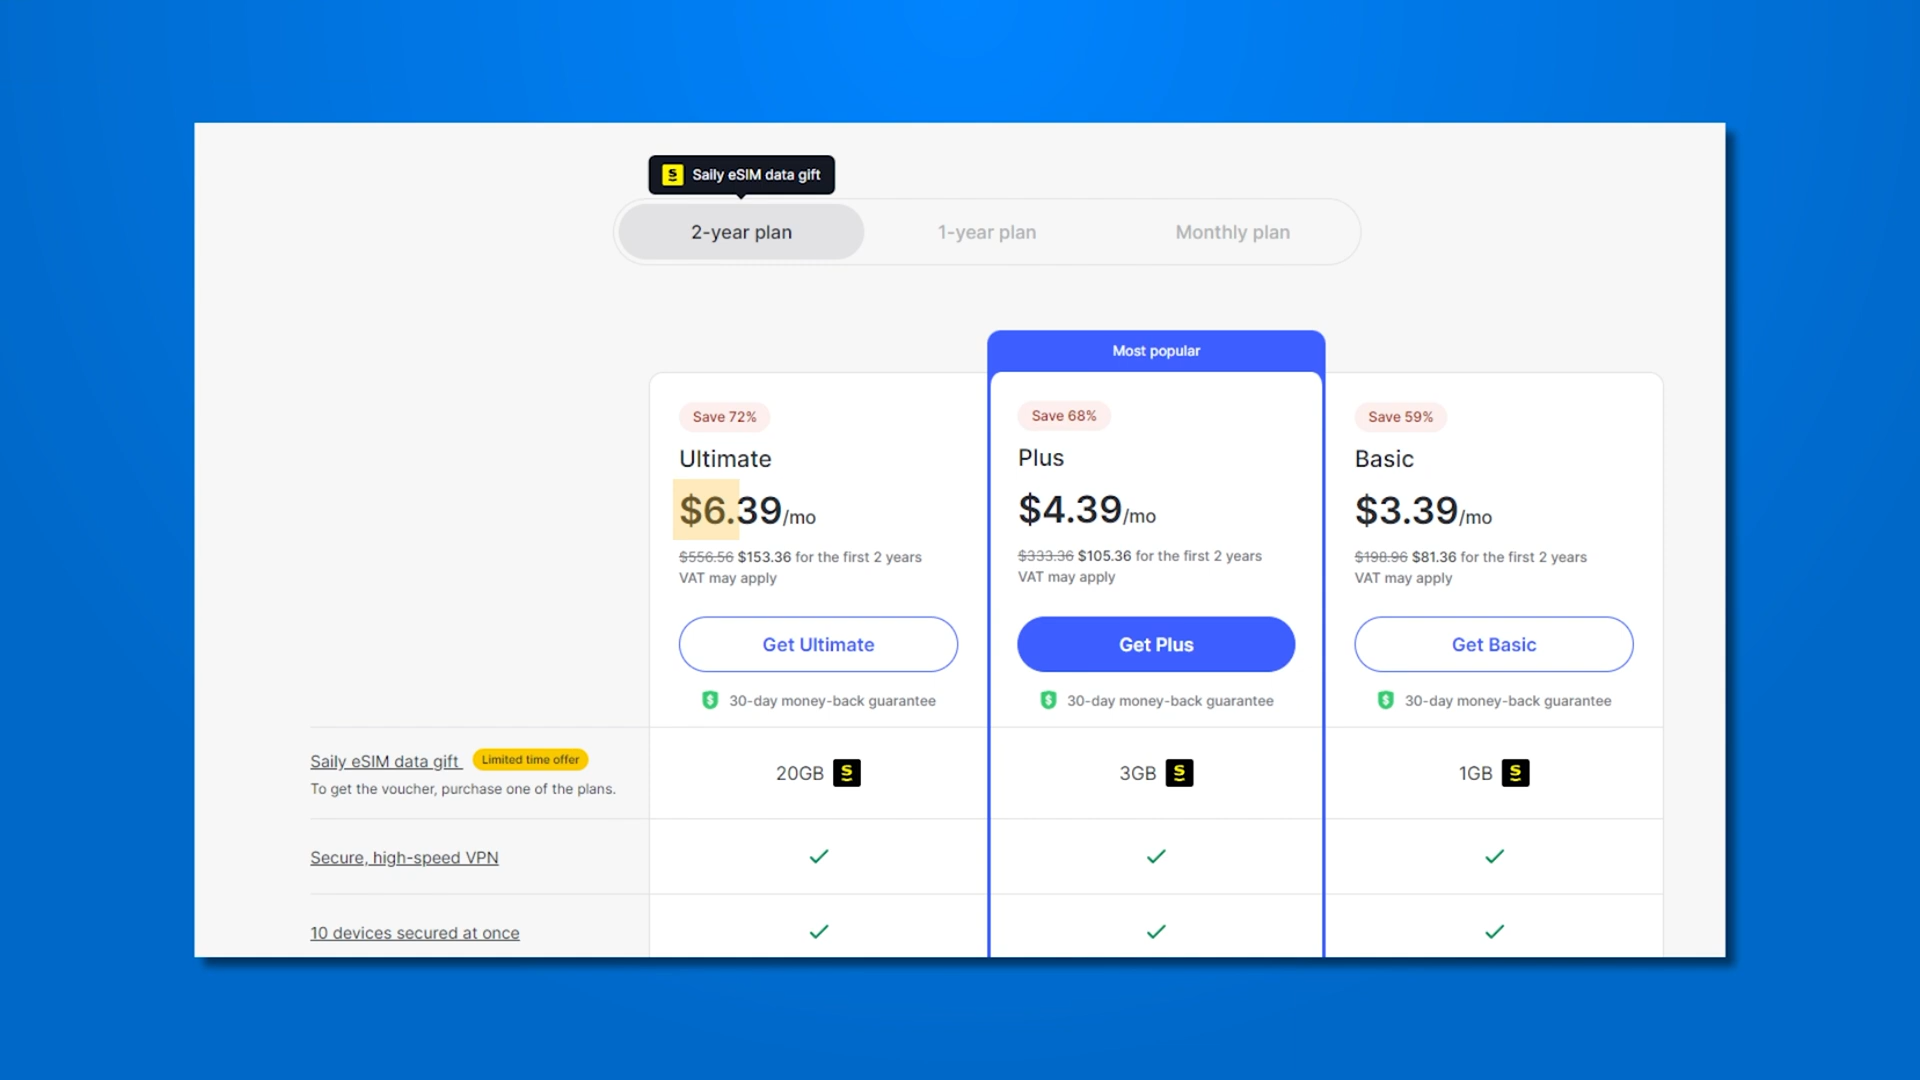 Saily eSIM data gift
2-year plan
1-year plan
Monthly plan
Most popular
Save 72%
Ultimate
$6.39/mo
$556.56 $153.36 for the first 2 years
VAT may apply
Get Ultimate
30-day money-back guarantee
Save 68%
Plus
$4.39/mo
$333.36 $105.36 for the first 2 years
VAT may apply
Get Plus
30-day money-back guarantee
Save 59%
Basic
$3.39/mo
$198.96 $81.36 for the first 2 years
VAT may apply
Get Basic
30-day money-back guarantee
Saily eSIM data gift Limited time offer
To get the voucher, purchase one of the plans.
20GB
3GB
1GB
Secure, high-speed VPN
10 devices secured at once